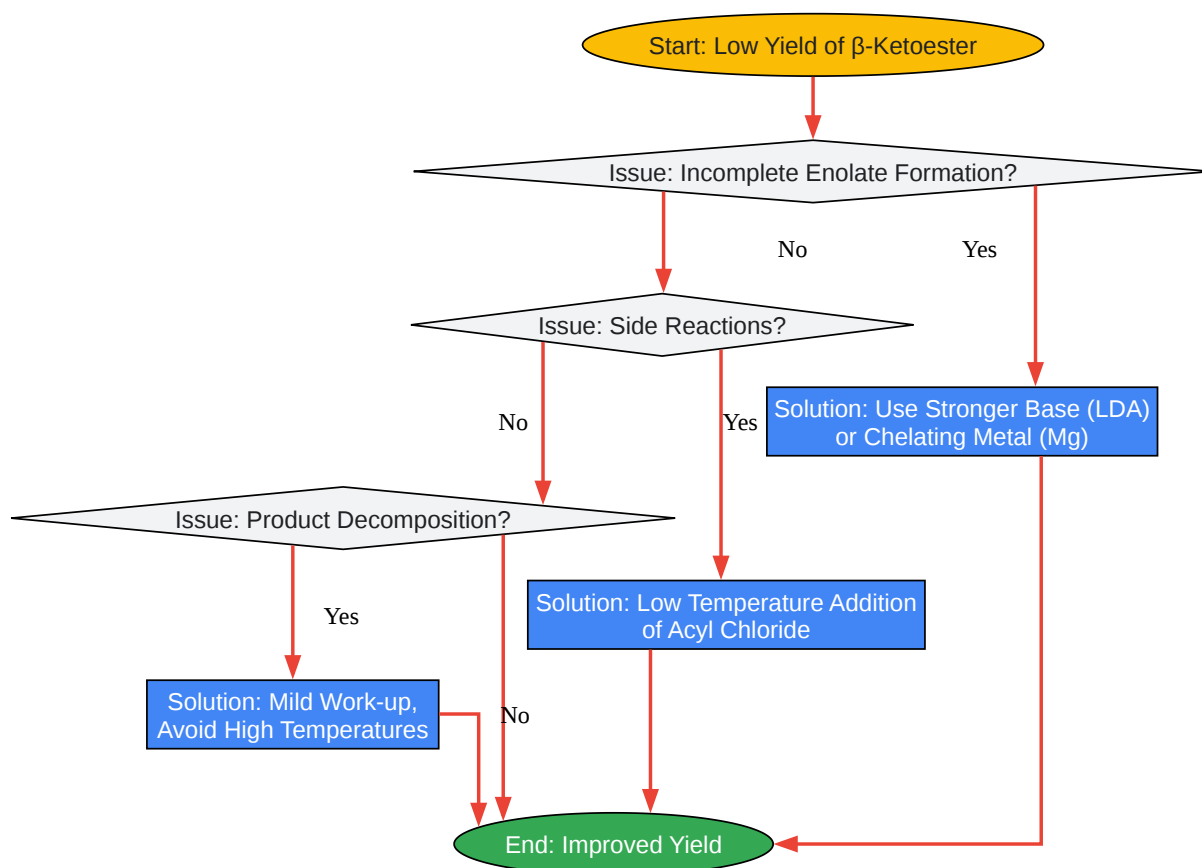 Start: Low Yield of β-Ketoester
Issue: Incomplete Enolate Formation?
No
Yes
Issue: Side Reactions?
Solution: Use Stronger Base (LDA)
or Chelating Metal (Mg)
No
Yes
Issue: Product Decomposition?
Solution: Low Temperature Addition
of Acyl Chloride
Yes
Solution: Mild Work-up,
Avoid High Temperatures
No
End: Improved Yield